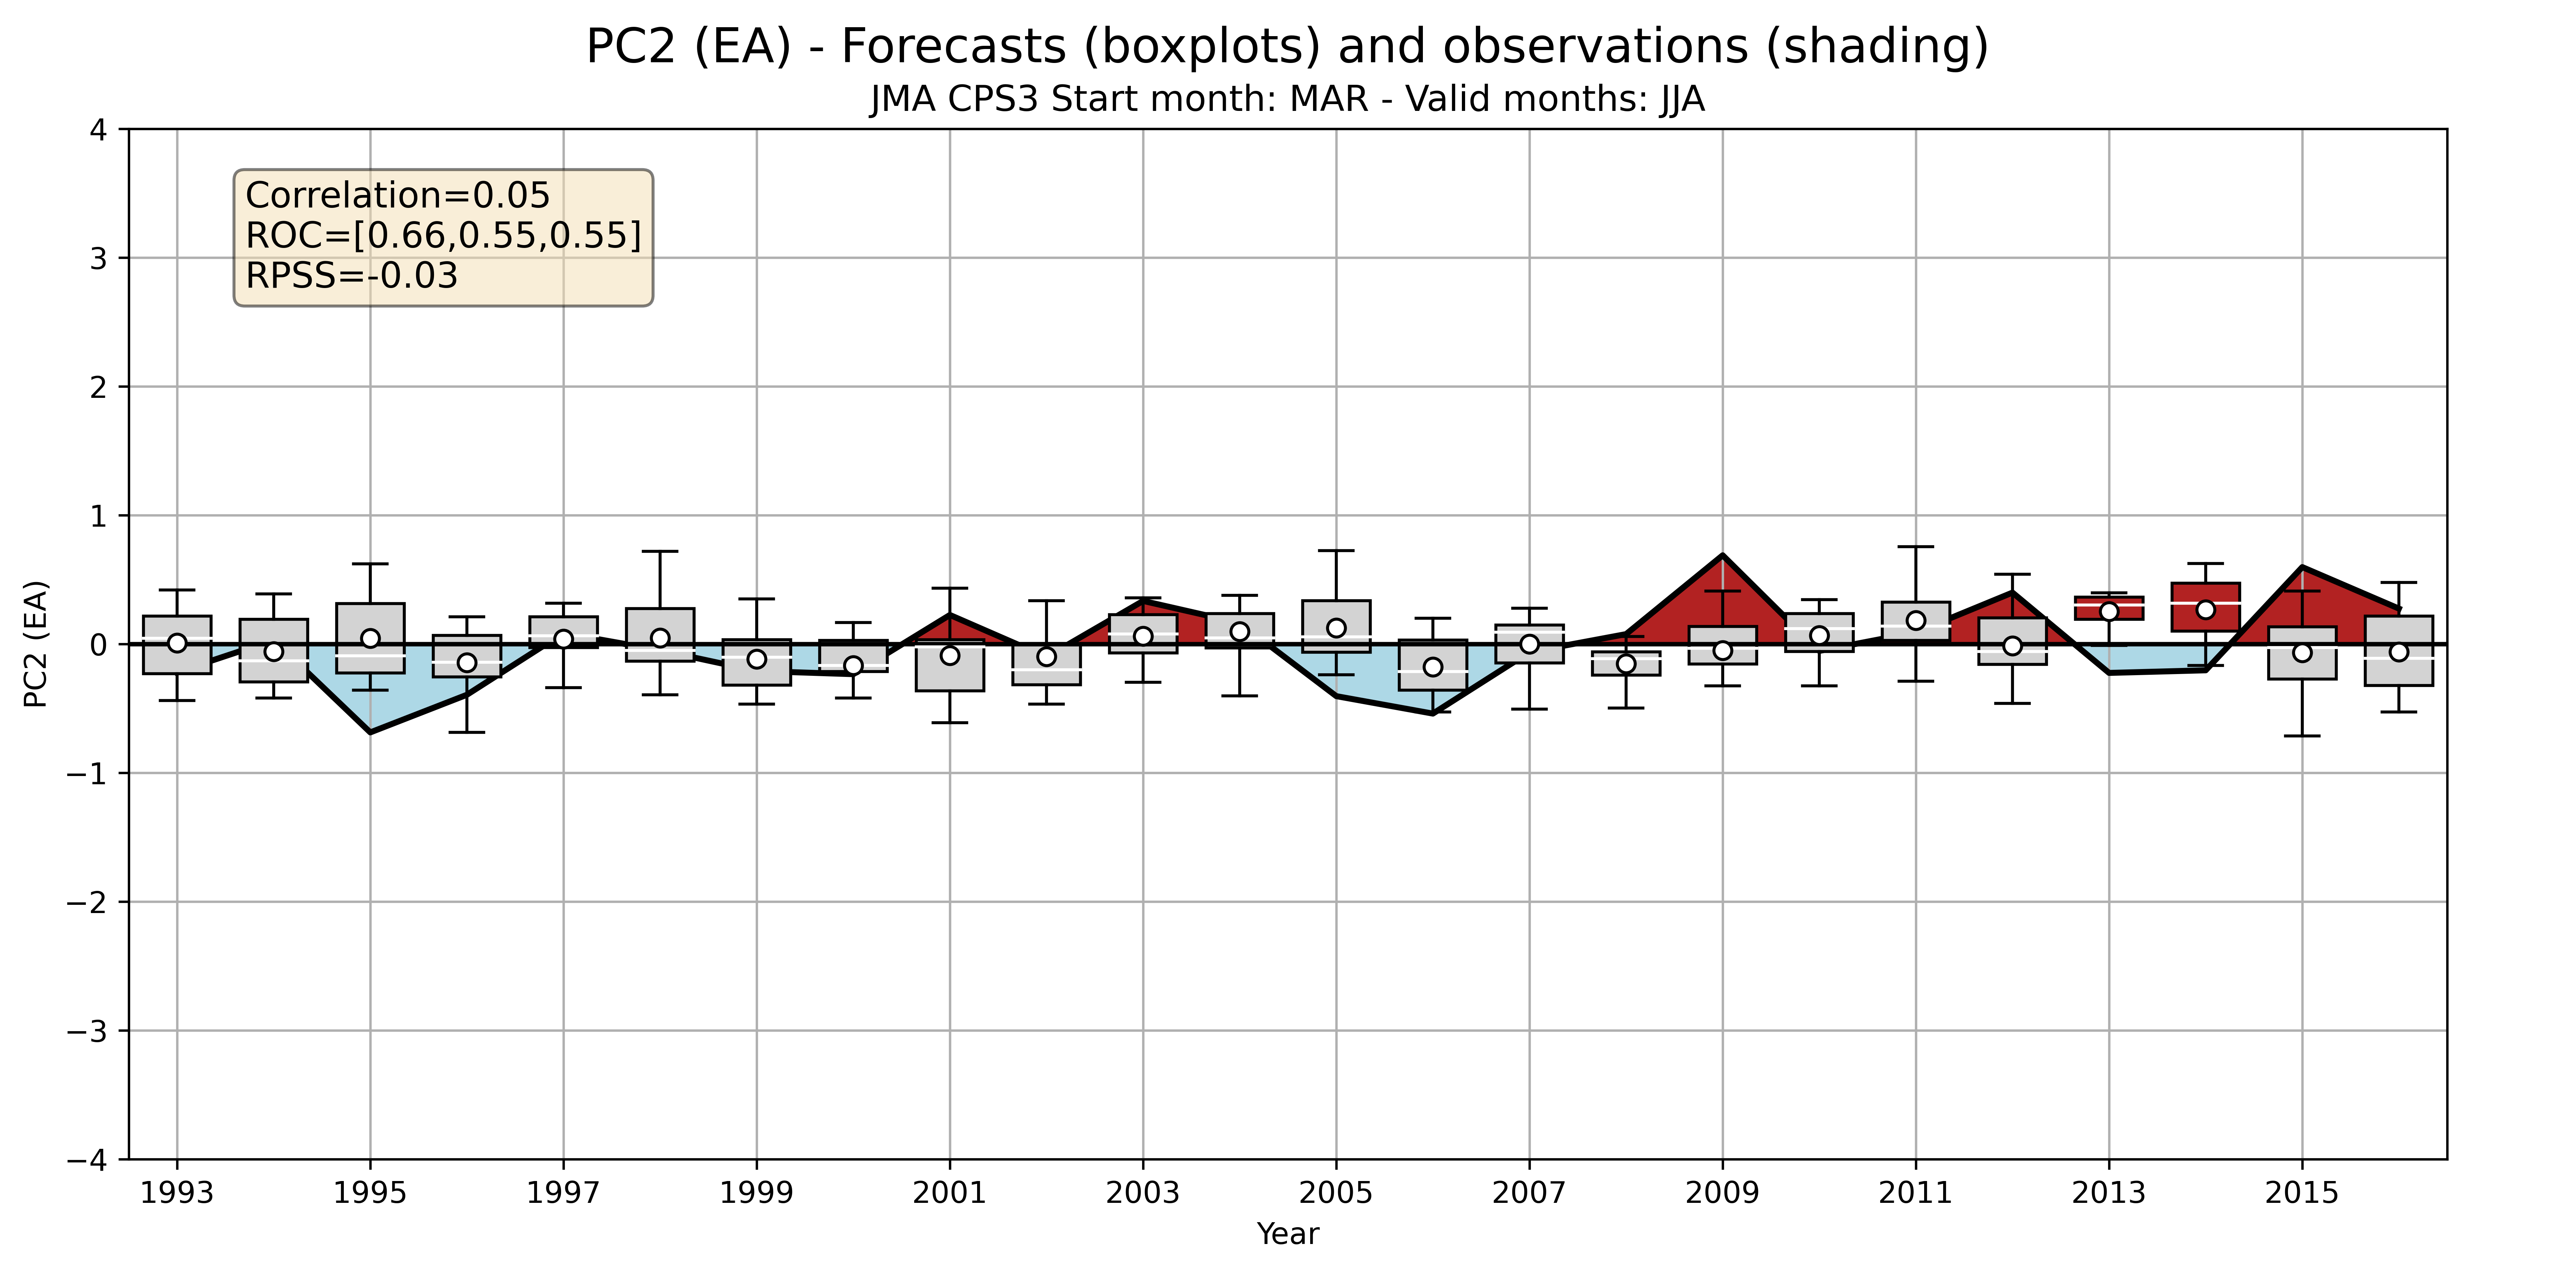 PC2 (EA) - Forecasts (boxplots) and observations (shading)
JMA CPS3 Start month: MAR - Valid months: JJA
Correlation=0.05
ROC=[0.66,0.55,0.55]
RPSS=-0.03
PC2 (EA)
4
3
2
1
0
−1
−2
−3
−4
1993 1995 1997 1999 2001 2003 2005 2007 2009 2011 2013 2015
Year